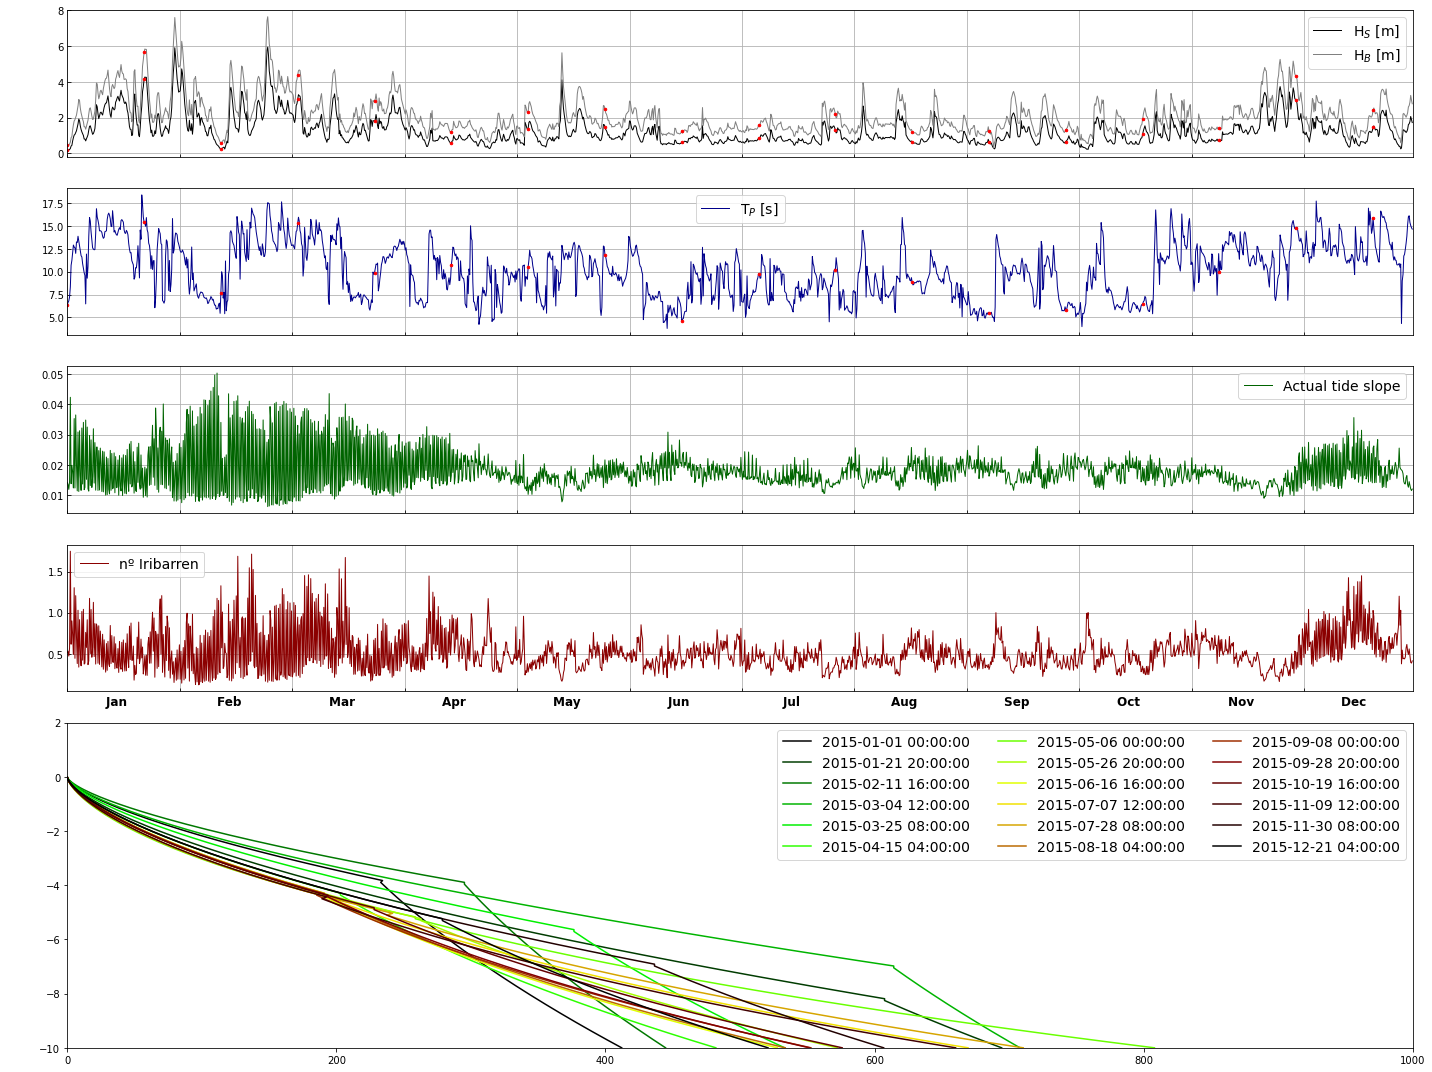 8
6
4
2
0
H_S [m]
H_B [m]
17.5
15.0
12.5
10.0
7.5
5.0
T_P [s]
0.05
0.04
0.03
0.02
0.01
Actual tide slope
1.5
1.0
0.5
nº Iribarren
Jan Feb Mar Apr May Jun Jul Aug Sep Oct Nov Dec
2
0
−2
−4
−6
−8
−10
2015-01-01 00:00:00 2015-05-06 00:00:00 2015-09-08 00:00:00
2015-01-21 20:00:00 2015-05-26 20:00:00 2015-09-28 20:00:00
2015-02-11 16:00:00 2015-06-16 16:00:00 2015-10-19 16:00:00
2015-03-04 12:00:00 2015-07-07 12:00:00 2015-11-09 12:00:00
2015-03-25 08:00:00 2015-07-28 08:00:00 2015-11-30 08:00:00
2015-04-15 04:00:00 2015-08-18 04:00:00 2015-12-21 04:00:00
0 200 400 600 800 1000